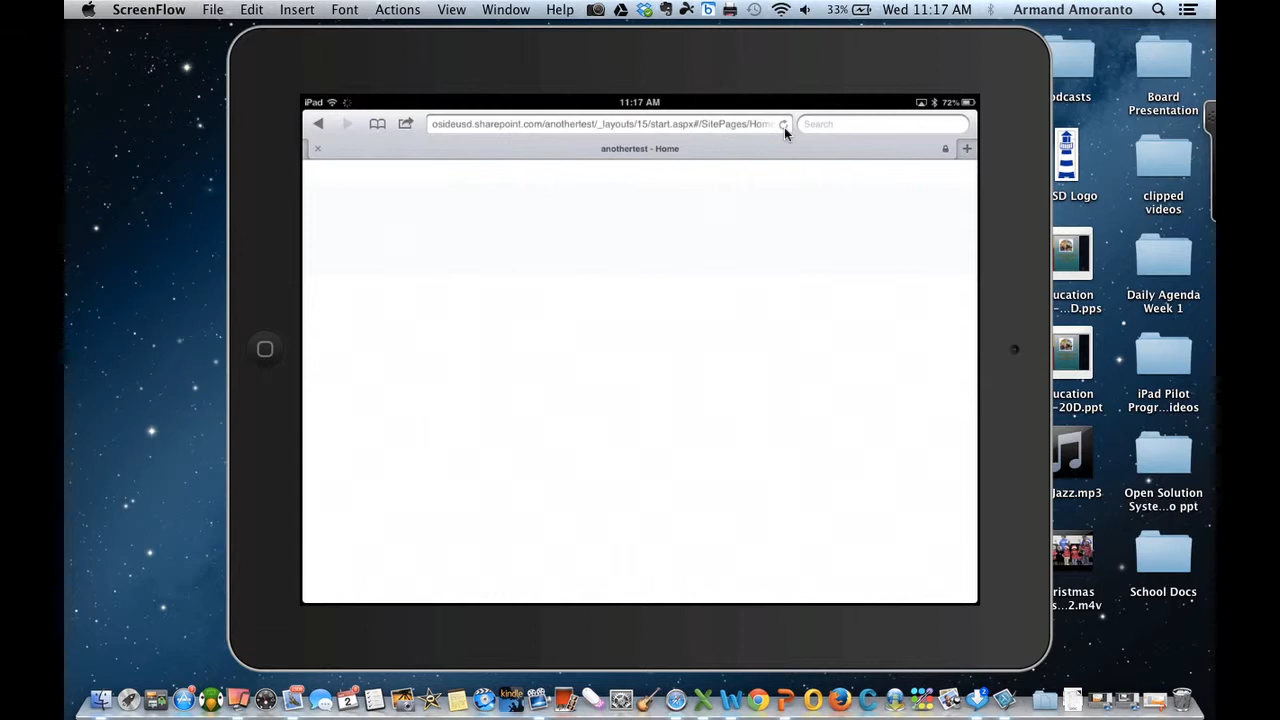 ScreenFlow File Edit Insert Font Actions View Window Help 33% Wed 11:17 AM Armand Amoranto
iPad 11:17 AM 72%
osideusd.sharepoint.com/anothertest/_layouts/15/start.aspx#/SitePages/Home Search
anothertest - Home
odcasts
Board
Presentation
SD Logo
clipped
videos
ucation
-...D.pps
Daily Agenda
Week 1
ucation
-20D.ppt
iPad Pilot
Progr...ideos
Jazz.mp3
Open Solution
Syste...o ppt
ristmas
s...2.m4v
School Docs
kindle